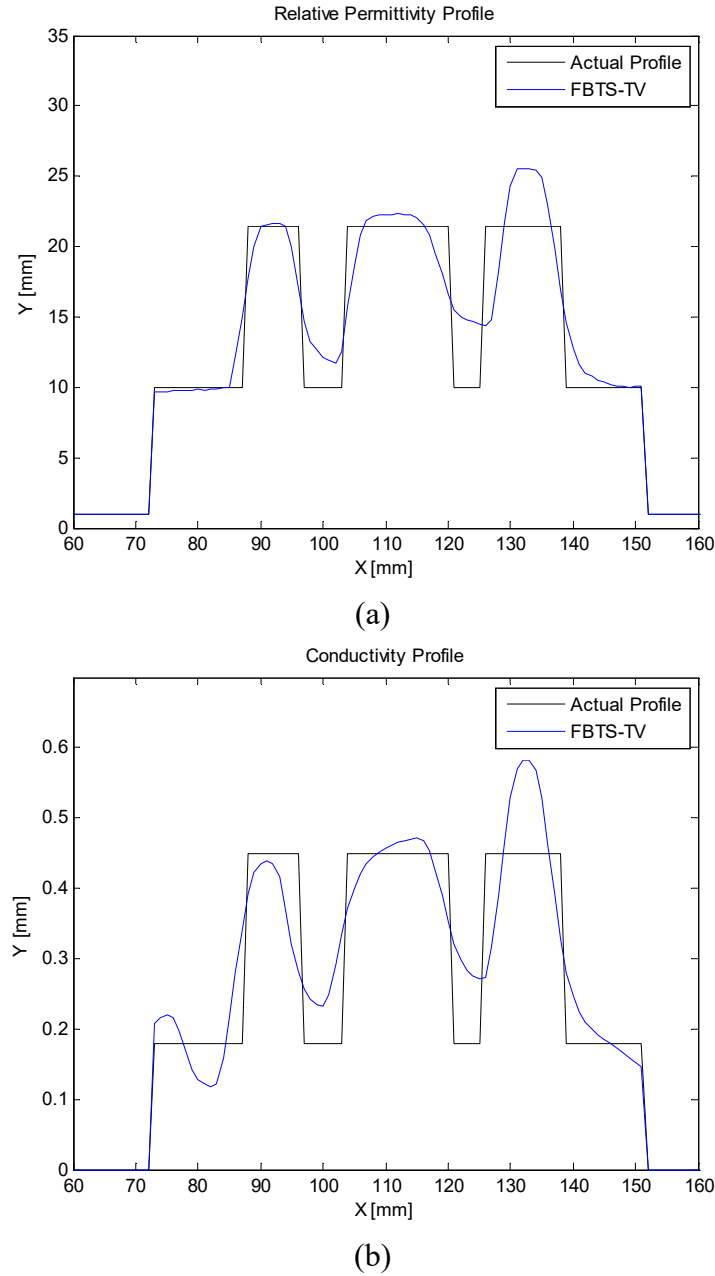 Relative Permittivity Profile
35
30
25
20
15
10
5
0
Y [mm]
Actual Profile
FBTS-TV
60 70 80 90 100 110 120 130 140 150 160
X [mm]
(a)
Conductivity Profile
0.6
0.5
0.4
0.3
0.2
0.1
0
Y [mm]
Actual Profile
FBTS-TV
60 70 80 90 100 110 120 130 140 150 160
X [mm]
(b)